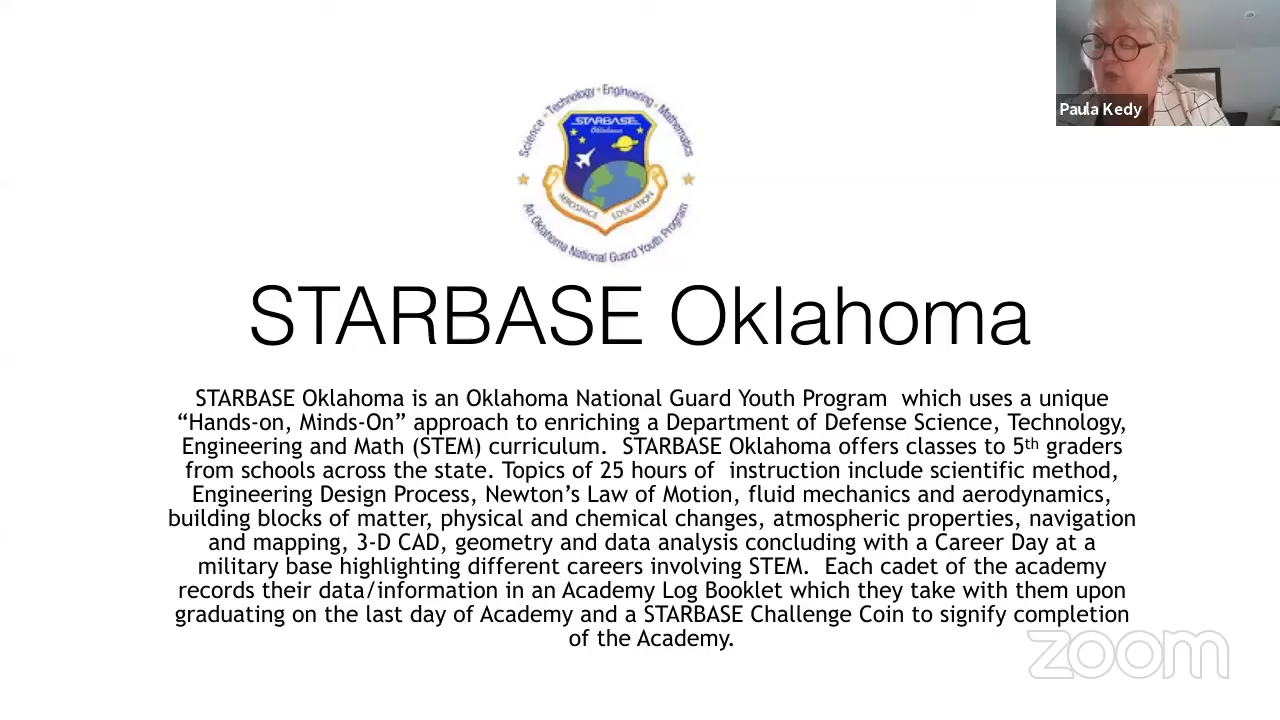 Paula Kedy
Science • Technology • Engineering • Mathematics
STARBASE
Oklahoma
AEROSPACE EDUCATION
An Oklahoma National Guard Youth Program
STARBASE Oklahoma
STARBASE Oklahoma is an Oklahoma National Guard Youth Program  which uses a unique
“Hands-on, Minds-On” approach to enriching a Department of Defense Science, Technology,
Engineering and Math (STEM) curriculum.  STARBASE Oklahoma offers classes to 5th graders
from schools across the state. Topics of 25 hours of  instruction include scientific method,
Engineering Design Process, Newton’s Law of Motion, fluid mechanics and aerodynamics,
building blocks of matter, physical and chemical changes, atmospheric properties, navigation
and mapping, 3-D CAD, geometry and data analysis concluding with a Career Day at a
military base highlighting different careers involving STEM.  Each cadet of the academy
records their data/information in an Academy Log Booklet which they take with them upon
graduating on the last day of Academy and a STARBASE Challenge Coin to signify completion
of the Academy.
zoom